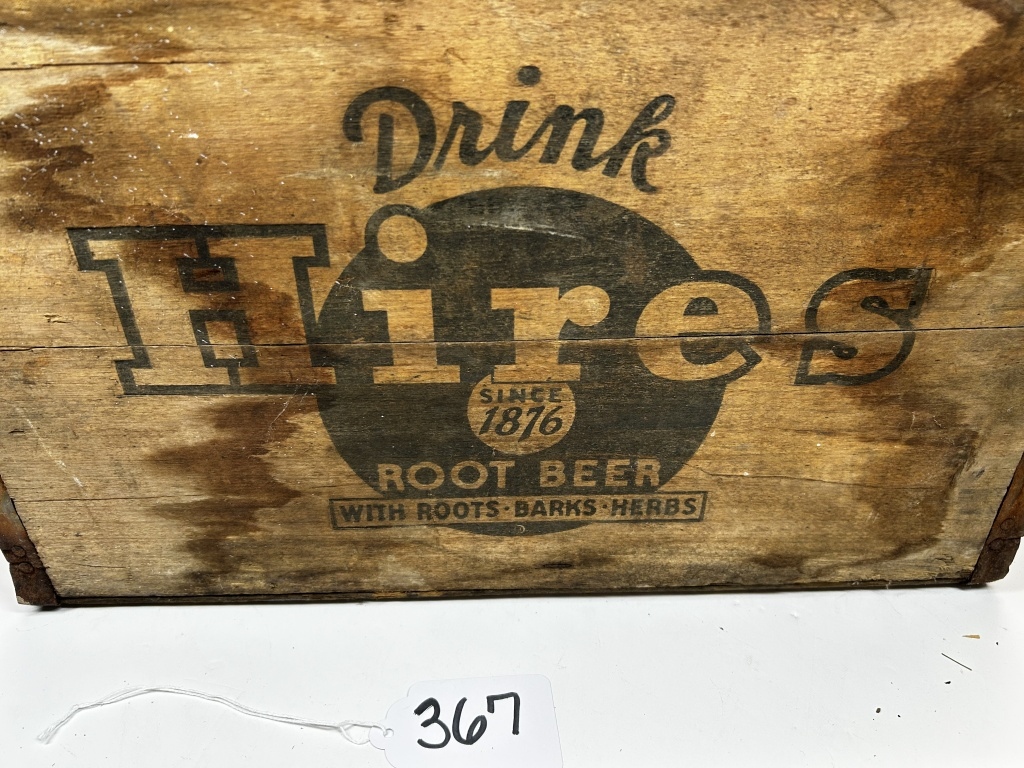 Drink
Hires
SINCE
1876
ROOT BEER
WITH ROOTS·BARKS·HERBS
367